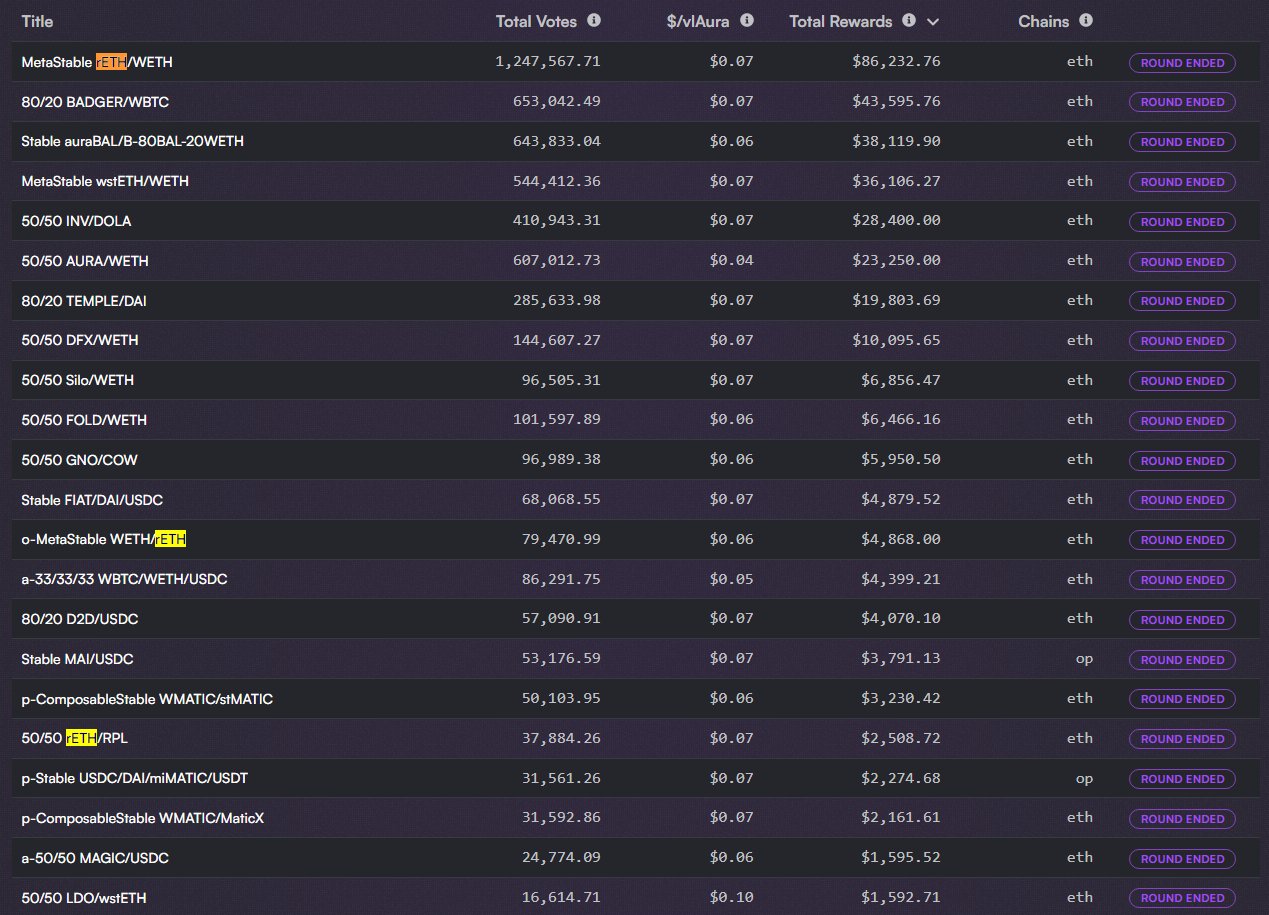 Title Total Votes $/vlAura Total Rewards Chains
MetaStable rETH/WETH 1,247,567.71 $0.07 $86,232.76 eth ROUND ENDED
80/20 BADGER/WBTC 653,042.49 $0.07 $43,595.76 eth ROUND ENDED
Stable auraBAL/B-80BAL-20WETH 643,833.04 $0.06 $38,119.90 eth ROUND ENDED
MetaStable wstETH/WETH 544,412.36 $0.07 $36,106.27 eth ROUND ENDED
50/50 INV/DOLA 410,943.31 $0.07 $28,400.00 eth ROUND ENDED
50/50 AURA/WETH 607,012.73 $0.04 $23,250.00 eth ROUND ENDED
80/20 TEMPLE/DAI 285,633.98 $0.07 $19,803.69 eth ROUND ENDED
50/50 DFX/WETH 144,607.27 $0.07 $10,095.65 eth ROUND ENDED
50/50 Silo/WETH 96,505.31 $0.07 $6,856.47 eth ROUND ENDED
50/50 FOLD/WETH 101,597.89 $0.06 $6,466.16 eth ROUND ENDED
50/50 GNO/COW 96,989.38 $0.06 $5,950.50 eth ROUND ENDED
Stable FIAT/DAI/USDC 68,068.55 $0.07 $4,879.52 eth ROUND ENDED
o-MetaStable WETH/rETH 79,470.99 $0.06 $4,868.00 eth ROUND ENDED
a-33/33/33 WBTC/WETH/USDC 86,291.75 $0.05 $4,399.21 eth ROUND ENDED
80/20 D2D/USDC 57,090.91 $0.07 $4,070.10 eth ROUND ENDED
Stable MAI/USDC 53,176.59 $0.07 $3,791.13 op ROUND ENDED
p-ComposableStable WMATIC/stMATIC 50,103.95 $0.06 $3,230.42 eth ROUND ENDED
50/50 rETH/RPL 37,884.26 $0.07 $2,508.72 eth ROUND ENDED
p-Stable USDC/DAI/miMATIC/USDT 31,561.26 $0.07 $2,274.68 op ROUND ENDED
p-ComposableStable WMATIC/MaticX 31,592.86 $0.07 $2,161.61 eth ROUND ENDED
a-50/50 MAGIC/USDC 24,774.09 $0.06 $1,595.52 eth ROUND ENDED
50/50 LDO/wstETH 16,614.71 $0.10 $1,592.71 eth ROUND ENDED